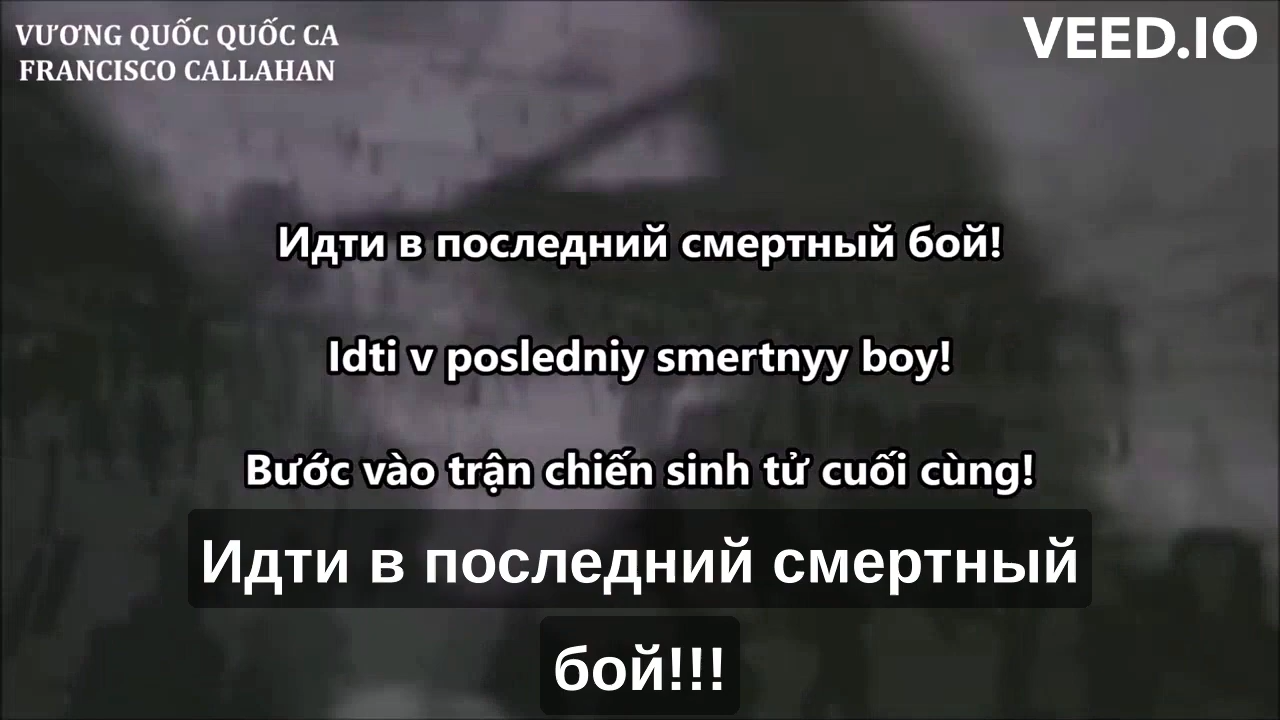 VƯƠNG QUỐC QUỐC CA
FRANCISCO CALLAHAN
VEED.IO
Идти в последний смертный бой!
Idti v posledniy smertnyy boy!
Bước vào trận chiến sinh tử cuối cùng!
Идти в последний смертный
бой!!!